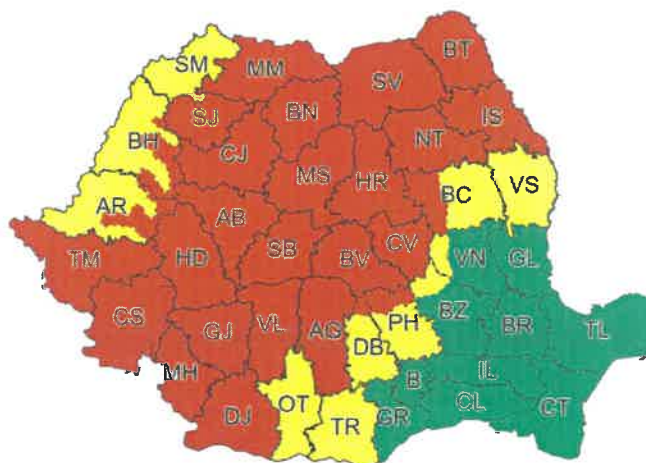 BT
SM
MM
SV
BN
SJ
IS
BH
NT
CJ
MS
HR
BC
VS
AR
AB
TM
HD
SB
BV
CV
VN
GL
CS
GJ
VL
AG
PH
BZ
BR
TL
DB
MH
IL
B
OT
CL
DJ
TR
GR
CT